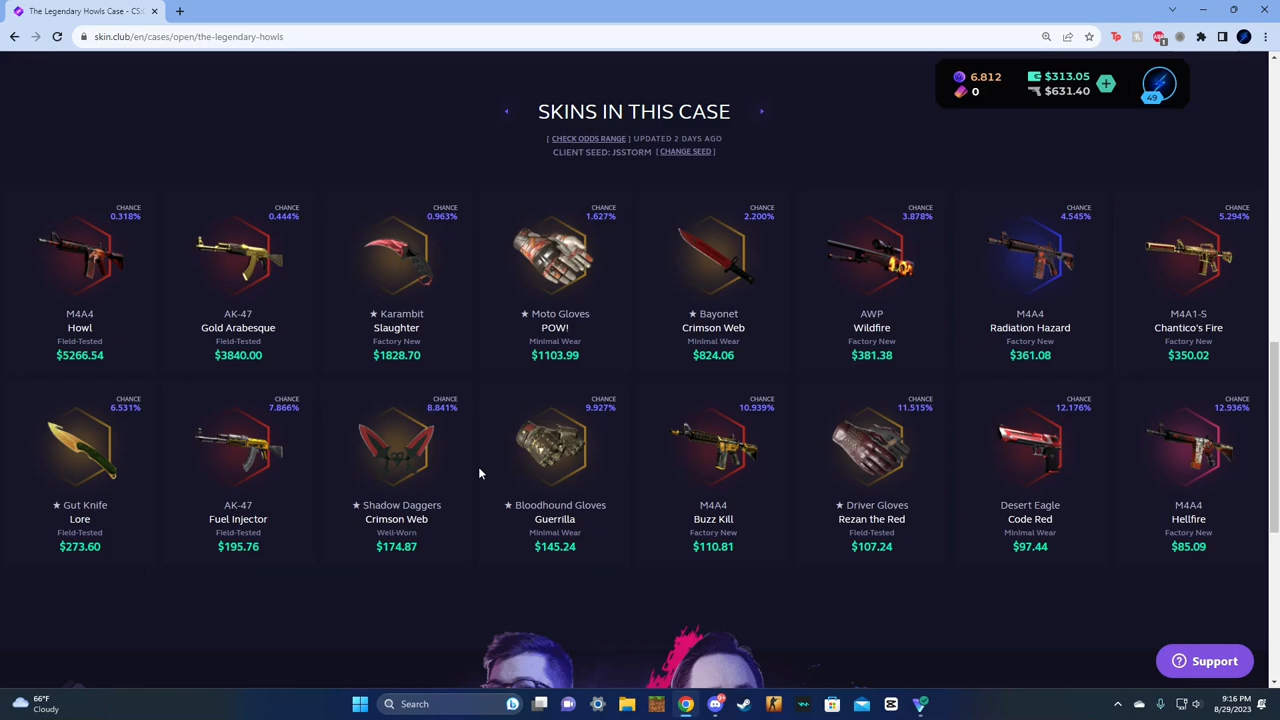 The Legendary Howls Case - CS:
skin.club/en/cases/open/the-legendary-howls
6.812
$313.05
0
$631.40
49
SKINS IN THIS CASE
[ CHECK ODDS RANGE ] UPDATED 2 DAYS AGO
CLIENT SEED: JSSTORM [ CHANGE SEED ]
CHANCE
0.318%
M4A4
Howl
Field-Tested
$5266.54
CHANCE
0.444%
AK-47
Gold Arabesque
Field-Tested
$3840.00
CHANCE
0.963%
★ Karambit
Slaughter
Factory New
$1828.70
CHANCE
1.627%
★ Moto Gloves
POW!
Minimal Wear
$1103.99
CHANCE
2.200%
★ Bayonet
Crimson Web
Minimal Wear
$824.06
CHANCE
3.878%
AWP
Wildfire
Factory New
$381.38
CHANCE
4.545%
M4A4
Radiation Hazard
Factory New
$361.08
CHANCE
5.294%
M4A1-S
Chantico's Fire
Factory New
$350.02
CHANCE
6.531%
★ Gut Knife
Lore
Field-Tested
$273.60
CHANCE
7.866%
AK-47
Fuel Injector
Field-Tested
$195.76
CHANCE
8.841%
★ Shadow Daggers
Crimson Web
Well-Worn
$174.87
CHANCE
9.927%
★ Bloodhound Gloves
Guerrilla
Minimal Wear
$145.24
CHANCE
10.939%
M4A4
Buzz Kill
Factory New
$110.81
CHANCE
11.515%
★ Driver Gloves
Rezan the Red
Field-Tested
$107.24
CHANCE
12.176%
Desert Eagle
Code Red
Minimal Wear
$97.44
CHANCE
12.936%
M4A4
Hellfire
Factory New
$85.09
Support
66°F
Cloudy
Search
9:16 PM
8/29/2023